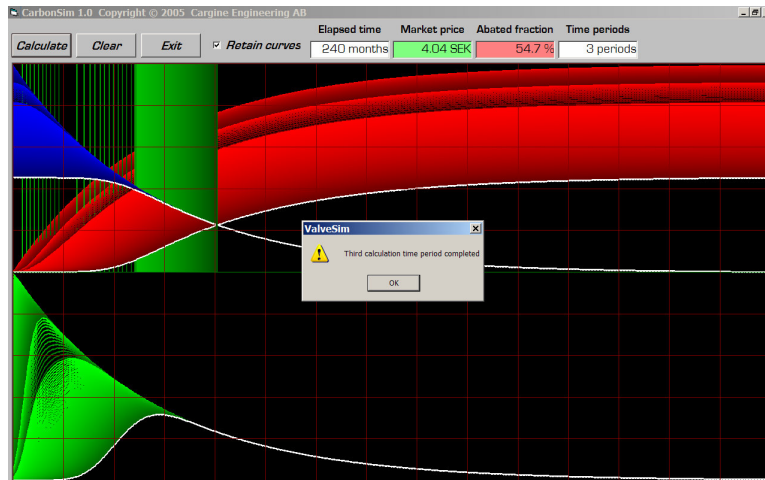 CarbonSim 1.0 Copyright © 2005 Cargine Engineering AB
Elapsed time Market price Abated fraction Time periods
Calculate Clear Exit Retain curves 240 months 4.04 SEK 54.7 % 3 periods
ValveSim
Third calculation time period completed
OK